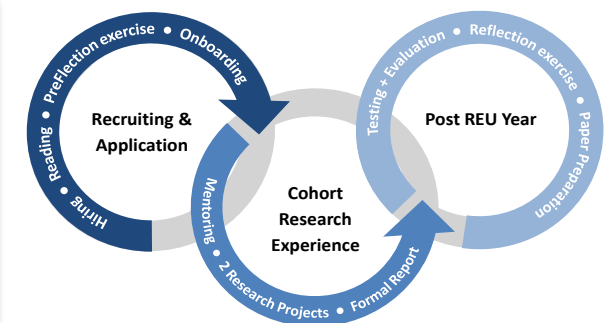 Hiring • Reading • PreFlection exercise • Onboarding
Recruiting &
Application
Mentoring • 2 Research Projects • Formal Report
Cohort
Research
Experience
Testing + Evaluation • Reflection exercise • Paper Preparation
Post REU Year